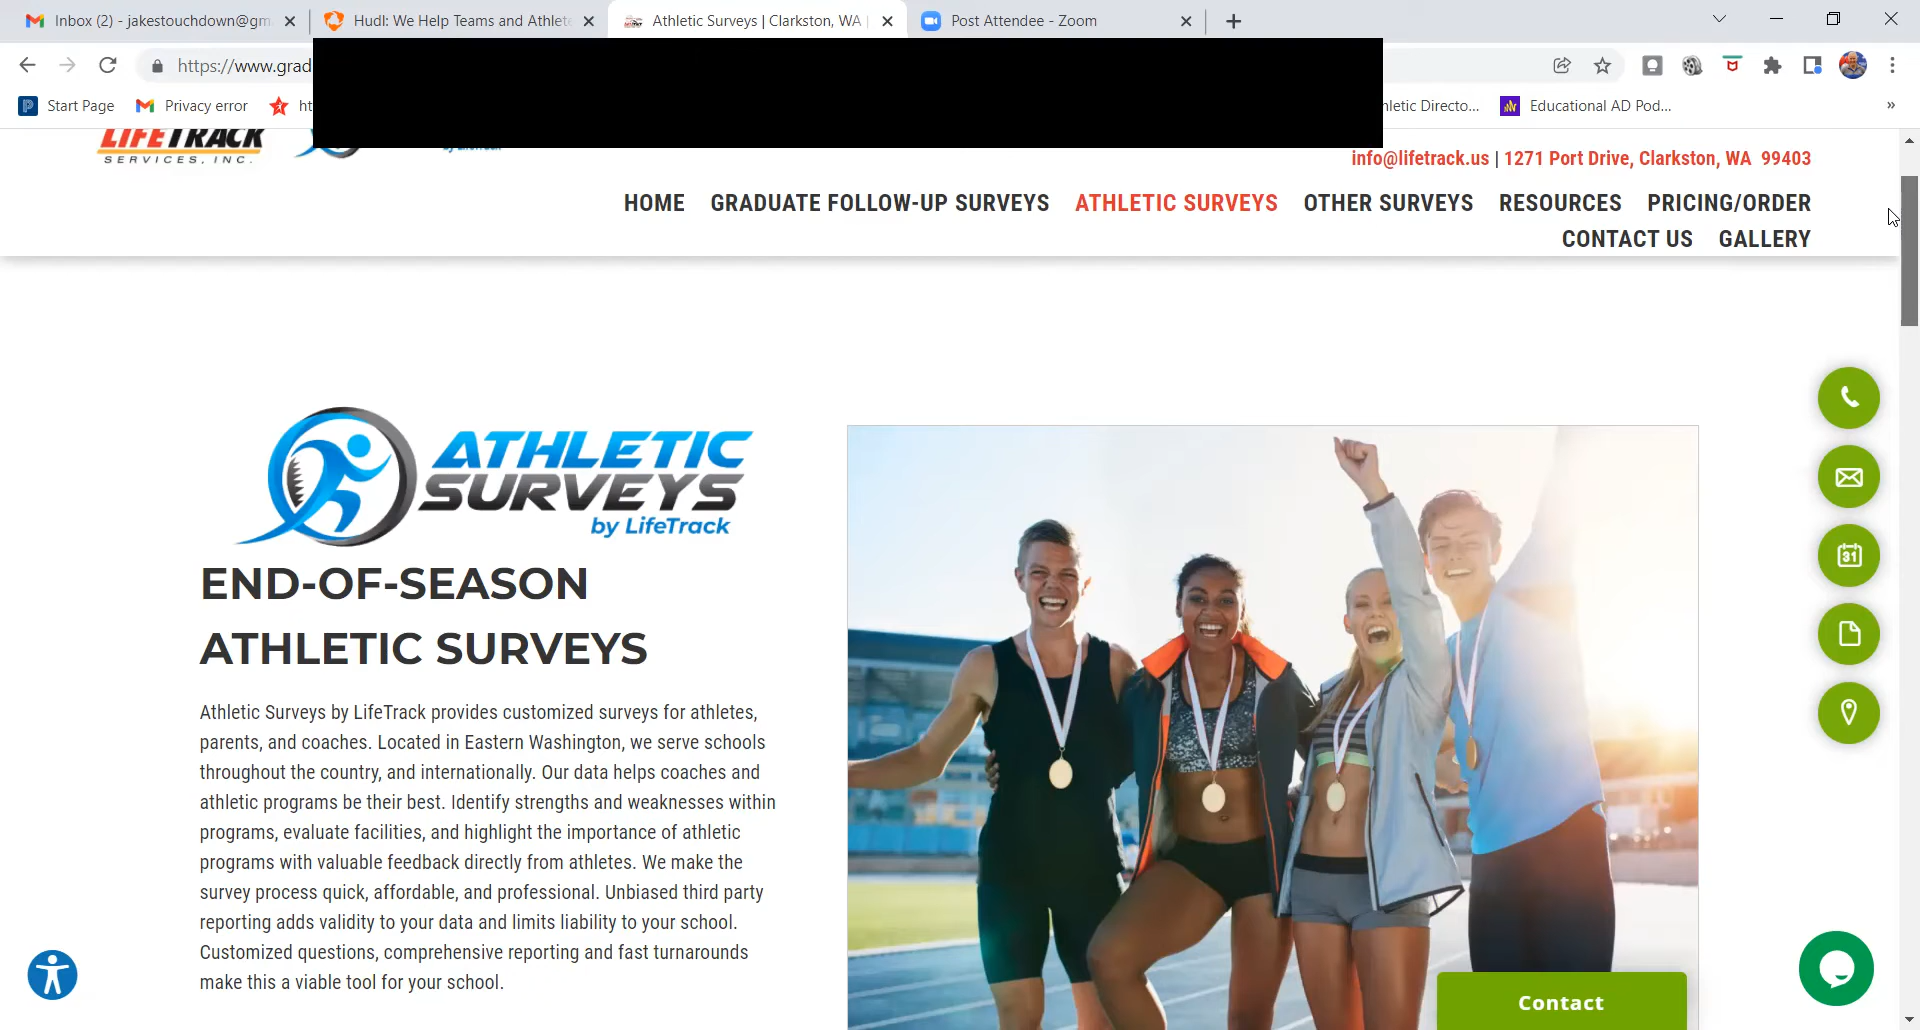 Inbox (2) - jakestouchdown@gm
Hudl: We Help Teams and Athlete
Athletic Surveys | Clarkston, WA |
Post Attendee - Zoom
https://www.grad
Start Page
Privacy error
ht
hletic Directo...
Educational AD Pod...
LIFETRACK
SERVICES, INC.
by LifeTrack
info@lifetrack.us | 1271 Port Drive, Clarkston, WA 99403
HOME GRADUATE FOLLOW-UP SURVEYS ATHLETIC SURVEYS OTHER SURVEYS RESOURCES PRICING/ORDER
CONTACT US GALLERY
ATHLETIC
SURVEYS
by LifeTrack
END-OF-SEASON
ATHLETIC SURVEYS
Athletic Surveys by LifeTrack provides customized surveys for athletes,
parents, and coaches. Located in Eastern Washington, we serve schools
throughout the country, and internationally. Our data helps coaches and
athletic programs be their best. Identify strengths and weaknesses within
programs, evaluate facilities, and highlight the importance of athletic
programs with valuable feedback directly from athletes. We make the
survey process quick, affordable, and professional. Unbiased third party
reporting adds validity to your data and limits liability to your school.
Customized questions, comprehensive reporting and fast turnarounds
make this a viable tool for your school.
31
Contact